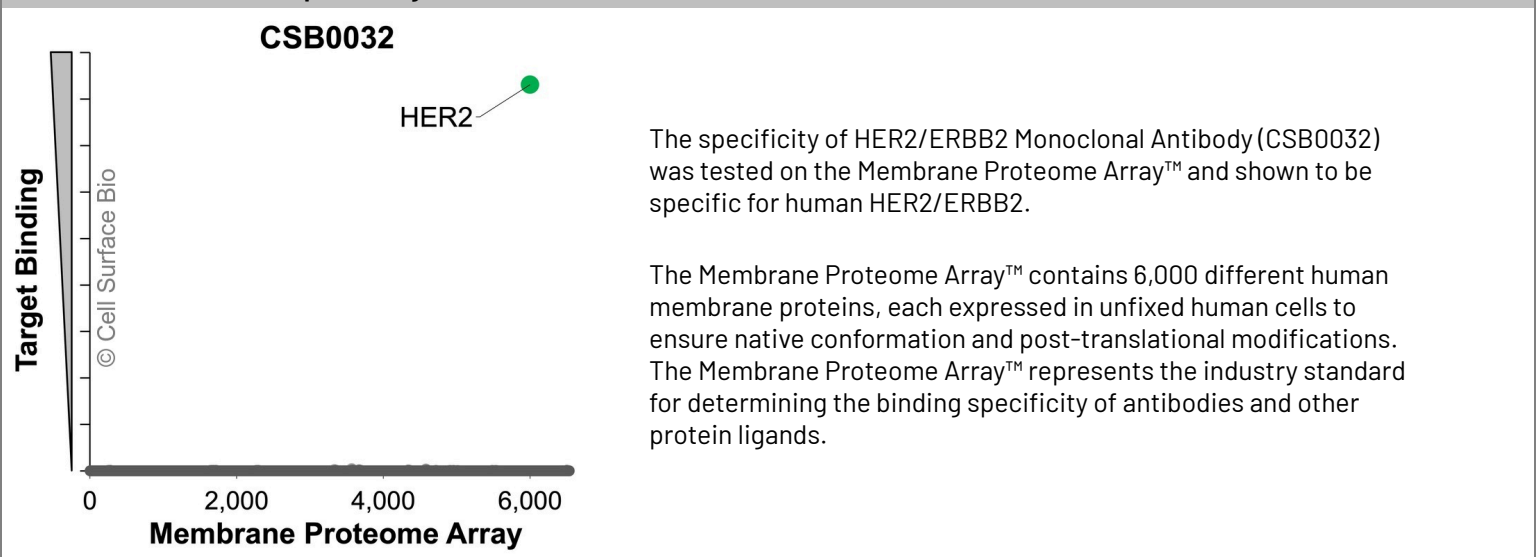 CSB0032
HER2
Target Binding
© Cell Surface Bio
0
2,000
4,000
6,000
Membrane Proteome Array
The specificity of HER2/ERBB2 Monoclonal Antibody (CSB0032)
was tested on the Membrane Proteome Array™ and shown to be
specific for human HER2/ERBB2.
The Membrane Proteome Array™ contains 6,000 different human
membrane proteins, each expressed in unfixed human cells to
ensure native conformation and post-translational modifications.
The Membrane Proteome Array™ represents the industry standard
for determining the binding specificity of antibodies and other
protein ligands.